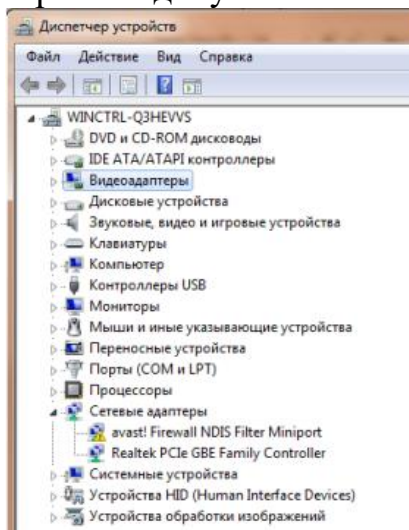 Диспетчер устройств
Файл Действие Вид Справка
WINCTRL-Q3HEVVS
DVD и CD-ROM дисководы
IDE ATA/ATAPI контроллеры
Видеоадаптеры
Дисковые устройства
Звуковые, видео и игровые устройства
Клавиатуры
Компьютер
Контроллеры USB
Мониторы
Мыши и иные указывающие устройства
Переносные устройства
Порты (COM и LPT)
Процессоры
Сетевые адаптеры
avast! Firewall NDIS Filter Miniport
Realtek PCIe GBE Family Controller
Системные устройства
Устройства HID (Human Interface Devices)
Устройства обработки изображений